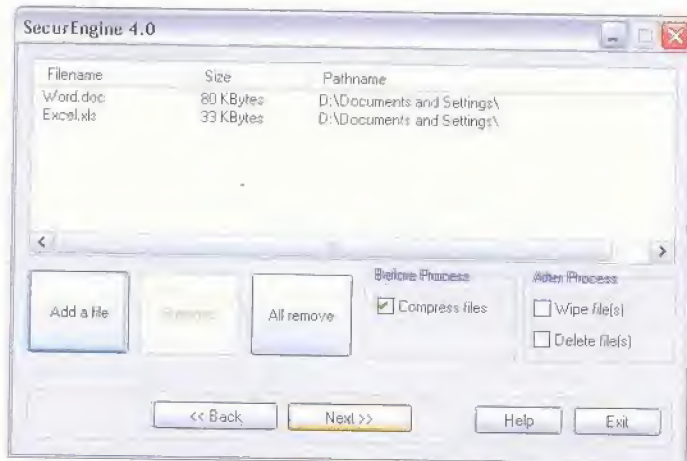 SecurEngine 4.0
Filename Size Pathname
Word.doc 80 KBytes D:\Documents and Settings\
Excel.xls 33 KBytes D:\Documents and Settings\
Before Process
After Process
Add a file Remove All remove
Compress files
Wipe file(s)
Delete file(s)
<< Back Next >> Help Exit